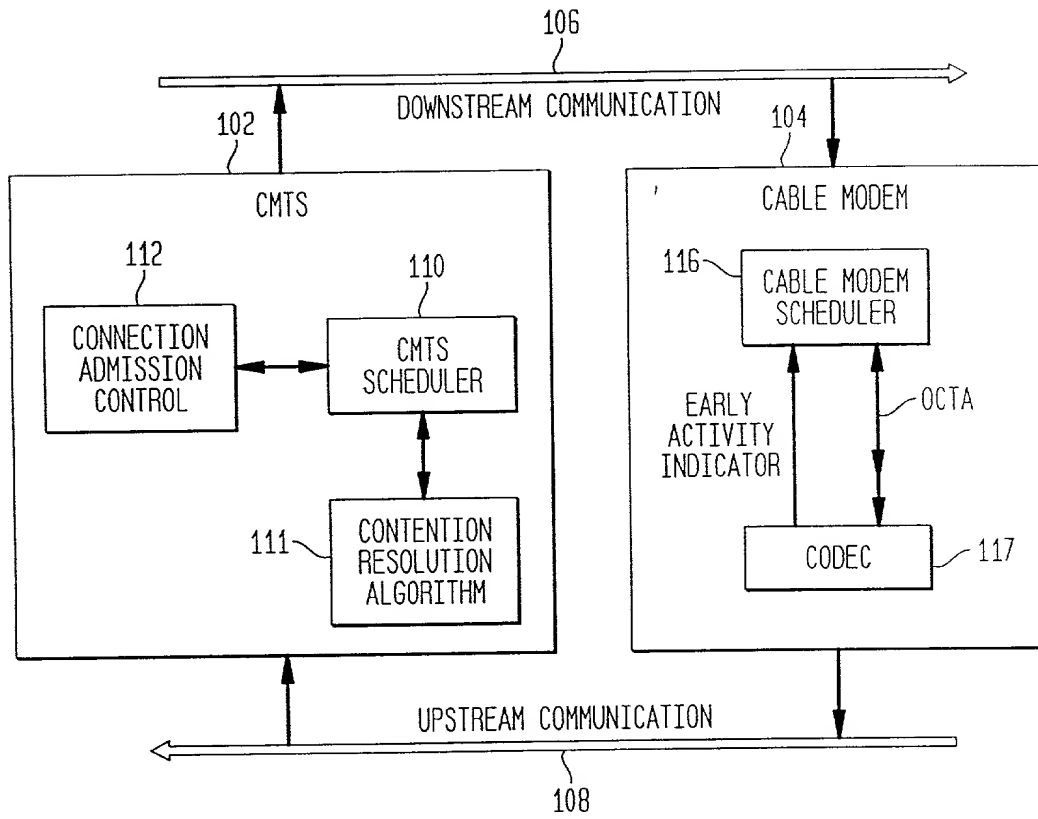 106
DOWNSTREAM COMMUNICATION
102
104
CMTS
CABLE MODEM
112
110
116
CONNECTION
ADMISSION
CONTROL
CMTS
SCHEDULER
CABLE MODEM
SCHEDULER
EARLY
ACTIVITY
INDICATOR
OCTA
111
CONTENTION
RESOLUTION
ALGORITHM
CODEC
117
UPSTREAM COMMUNICATION
108